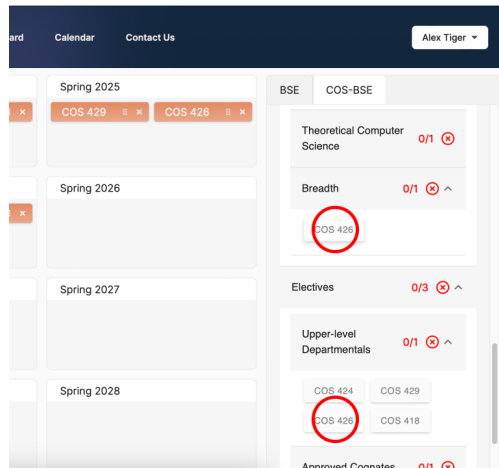 ard Calendar Contact Us Alex Tiger
Spring 2025
COS 429 COS 426
BSE COS-BSE
Theoretical Computer
Science
0/1
Breadth 0/1
COS 426
Spring 2026
Electives 0/3
Spring 2027
Upper-level
Departmentals
0/1
COS 424 COS 429
COS 426 COS 418
Spring 2028
Approved Cognates 0/1